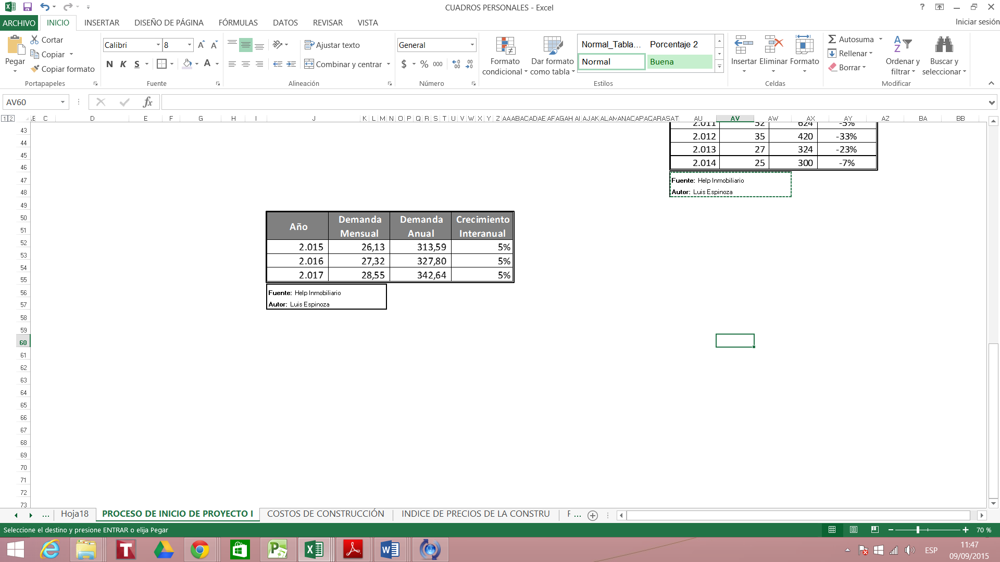 CUADROS PERSONALES - Excel
?
ARCHIVO INICIO INSERTAR DISEÑO DE PÁGINA FÓRMULAS DATOS REVISAR VISTA Iniciar sesión
Pegar
Cortar
Copiar
Copiar formato
Portapapeles
Calibri 8
N K S
Fuente
Ajustar texto
Combinar y centrar
Alineación
General
$ % 000
Número
Formato condicional
Dar formato como tabla
Normal_Tabla... Porcentaje 2
Normal Buena
Estilos
Insertar Eliminar Formato
Celdas
Autosuma
Rellenar
Borrar
Ordenar y filtrar
Buscar y seleccionar
Modificar
AV60
fx
1 2
C D E F G H I J K L M N O P Q R S T U V W X Y Z AA AB AC AD AE AF AG AH AI AJ AK AL AM AN AO AP AQ AR AS AT AU AV AW AX AY AZ BA BB
43
44
45
46
47
48
49
50
51
52
53
54
55
56
57
58
59
60
61
62
63
64
65
66
67
68
69
70
71
72
73
2.011 52 624 -5%
2.012 35 420 -33%
2.013 27 324 -23%
2.014 25 300 -7%
Fuente: Help Inmobiliario
Autor: Luis Espinoza
Año Demanda Mensual Demanda Anual Crecimiento Interanual
2.015 26,13 313,59 5%
2.016 27,32 327,80 5%
2.017 28,55 342,64 5%
Fuente: Help Inmobiliario
Autor: Luis Espinoza
... Hoja18 PROCESO DE INICIO DE PROYECTO I COSTOS DE CONSTRUCCIÓN INDICE DE PRECIOS DE LA CONSTRU ...
Seleccione el destino y presione ENTRAR o elija Pegar
70 %
ESP
11:47
09/09/2015